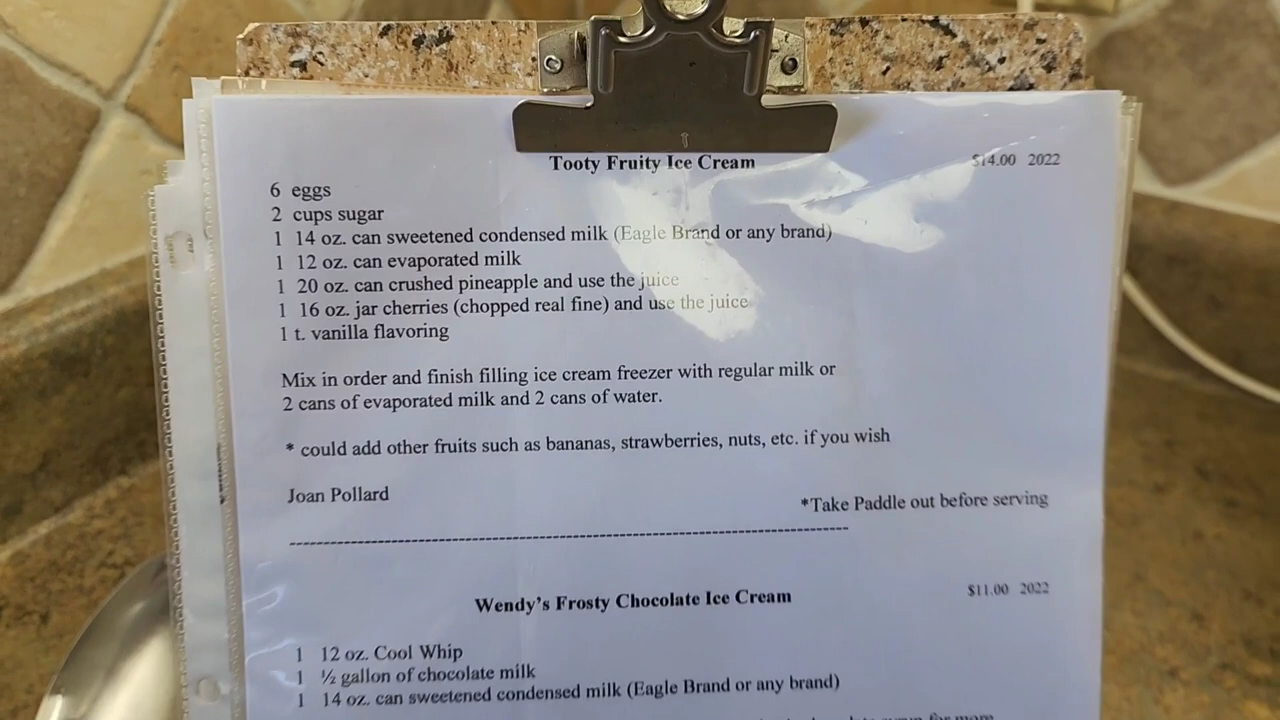 Tooty Fruity Ice Cream $14.00 2022
6 eggs
2 cups sugar
1 14 oz. can sweetened condensed milk (Eagle Brand or any brand)
1 12 oz. can evaporated milk
1 20 oz. can crushed pineapple and use the juice
1 16 oz. jar cherries (chopped real fine) and use the juice
1 t. vanilla flavoring
Mix in order and finish filling ice cream freezer with regular milk or
2 cans of evaporated milk and 2 cans of water.
* could add other fruits such as bananas, strawberries, nuts, etc. if you wish
Joan Pollard
*Take Paddle out before serving
Wendy's Frosty Chocolate Ice Cream $11.00 2022
1 12 oz. Cool Whip
1 ½ gallon of chocolate milk
1 14 oz. can sweetened condensed milk (Eagle Brand or any brand)